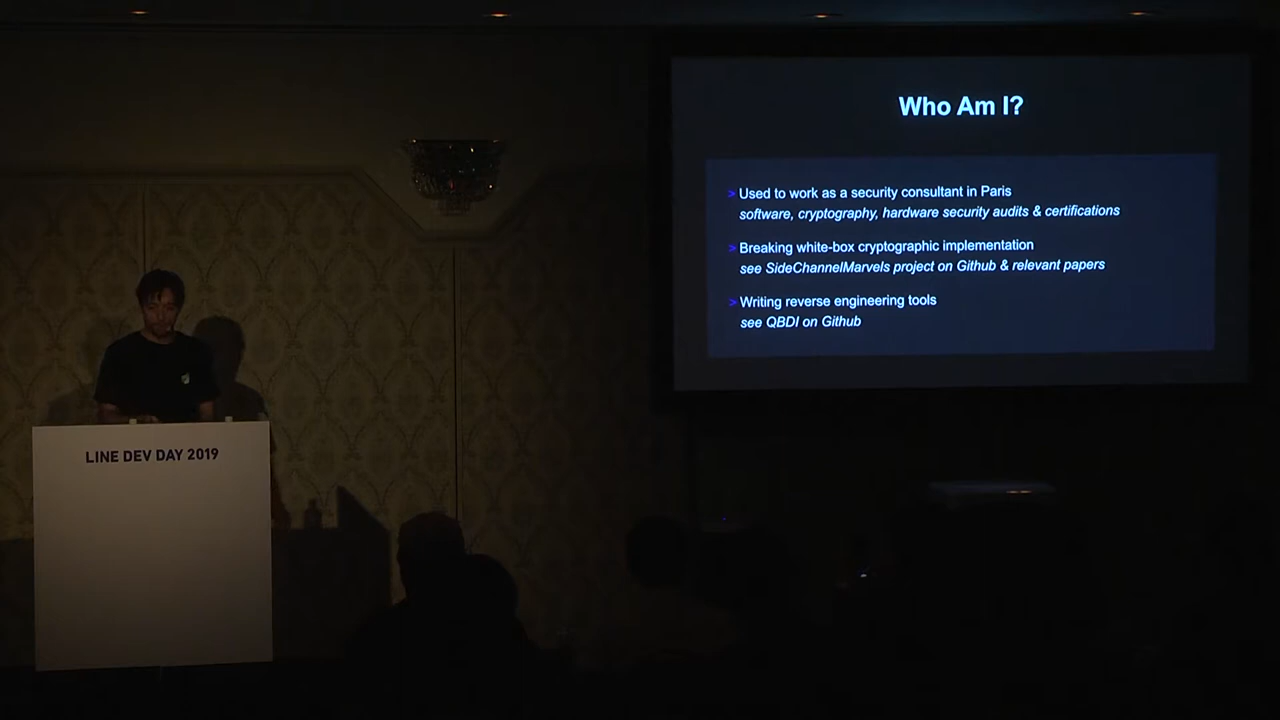 Who Am I?
> Used to work as a security consultant in Paris
software, cryptography, hardware security audits & certifications
> Breaking white-box cryptographic implementation
see SideChannelMarvels project on Github & relevant papers
> Writing reverse engineering tools
see QBDI on Github
LINE DEV DAY 2019